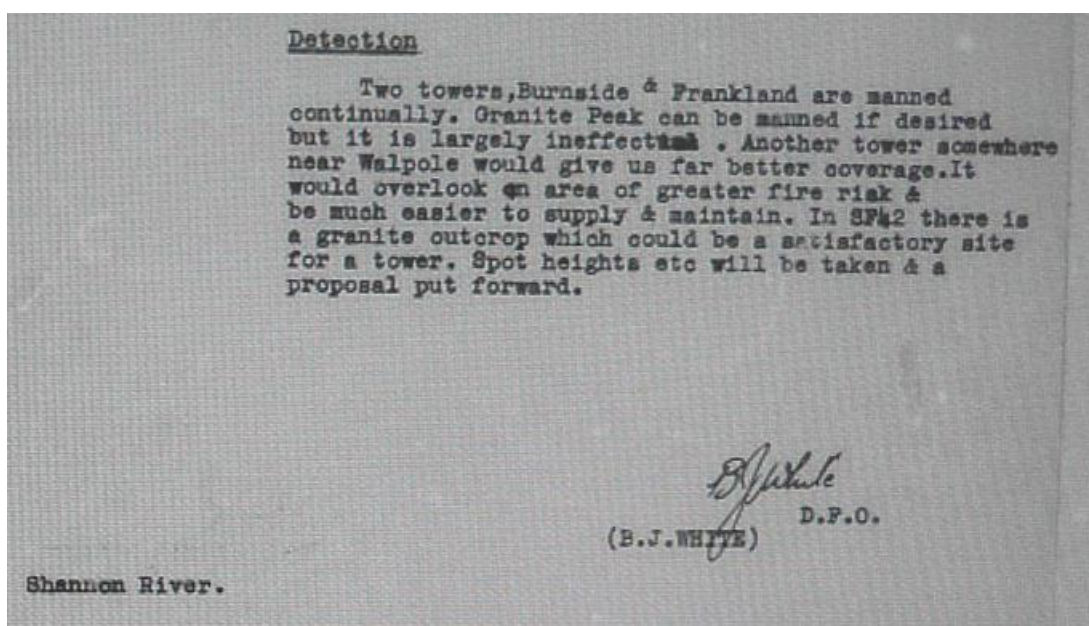 Detection
Two towers,Burnside & Frankland are manned
continually. Granite Peak can be manned if desired
but it is largely ineffectual . Another tower somewhere
near Walpole would give us far better coverage.It
would overlook an area of greater fire risk &
be much easier to supply & maintain. In SF42 there is
a granite outcrop which could be a satisfactory site
for a tower. Spot heights etc will be taken & a
proposal put forward.
BJWhite
D.F.O.
(B.J.WHITE)
Shannon River.